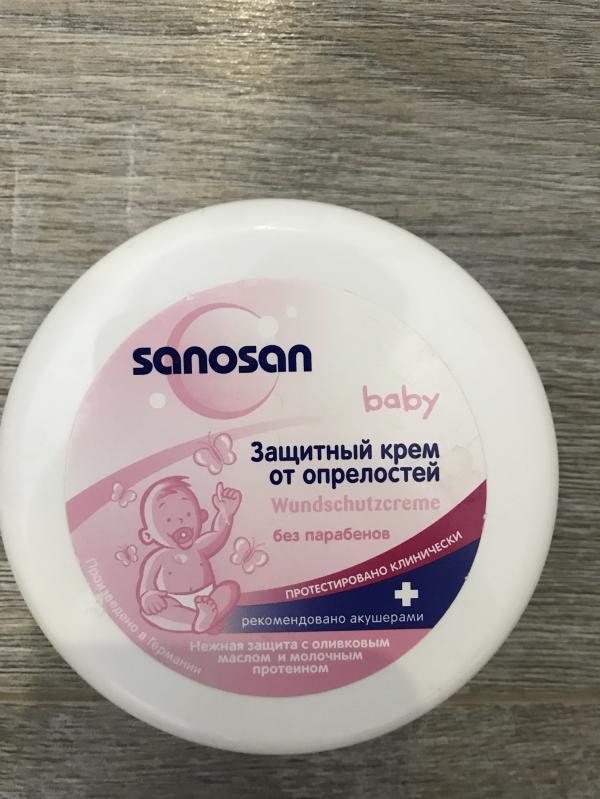 sanosan
baby
Защитный крем
от опрелостей
Wundschutzcreme
без парабенов
ПРОТЕСТИРОВАНО КЛИНИЧЕСКИ
рекомендовано акушерами
Нежная защита с оливковым
маслом и молочным
протеином
Произведено в Германии